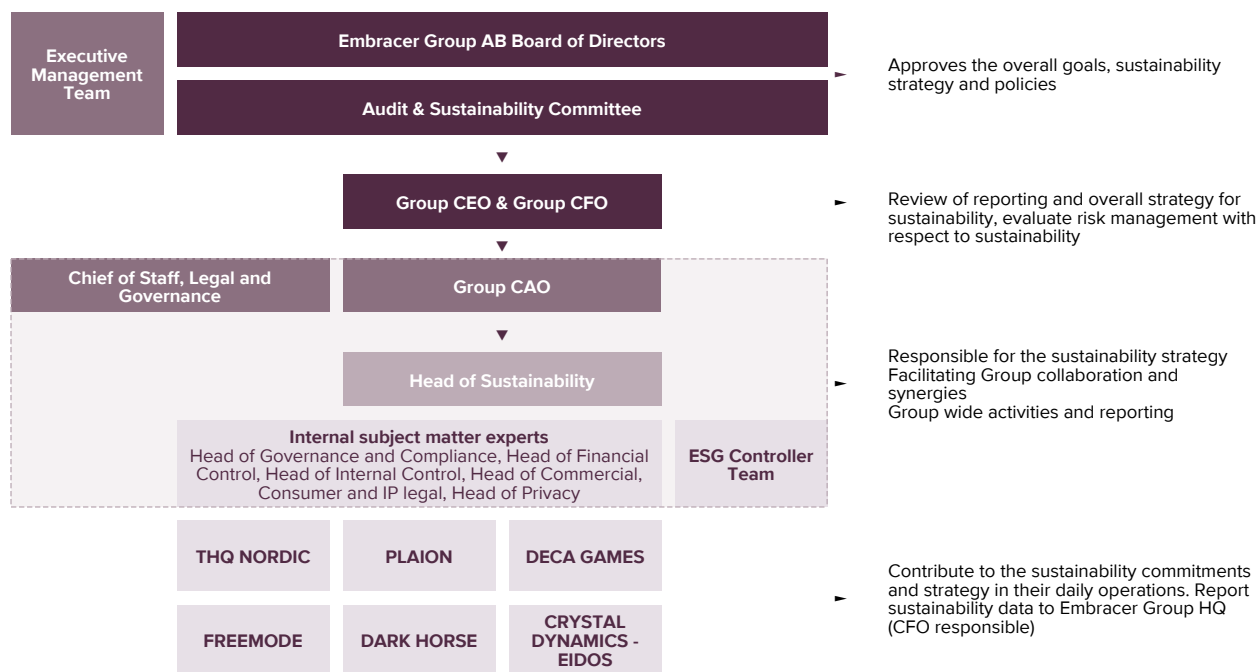 Executive
Management
Team
Embracer Group AB Board of Directors
Audit & Sustainability Committee
Approves the overall goals, sustainability
strategy and policies
Group CEO & Group CFO
Review of reporting and overall strategy for
sustainability, evaluate risk management with
respect to sustainability
Chief of Staff, Legal and
Governance
Group CAO
Head of Sustainability
Responsible for the sustainability strategy
Facilitating Group collaboration and
synergies
Group wide activities and reporting
Internal subject matter experts
Head of Governance and Compliance, Head of Financial
Control, Head of Internal Control, Head of Commercial,
Consumer and IP legal, Head of Privacy
ESG Controller
Team
THQ NORDIC
PLAION
DECA GAMES
FREEMODE
DARK HORSE
CRYSTAL
DYNAMICS -
EIDOS
Contribute to the sustainability commitments
and strategy in their daily operations. Report
sustainability data to Embracer Group HQ
(CFO responsible)